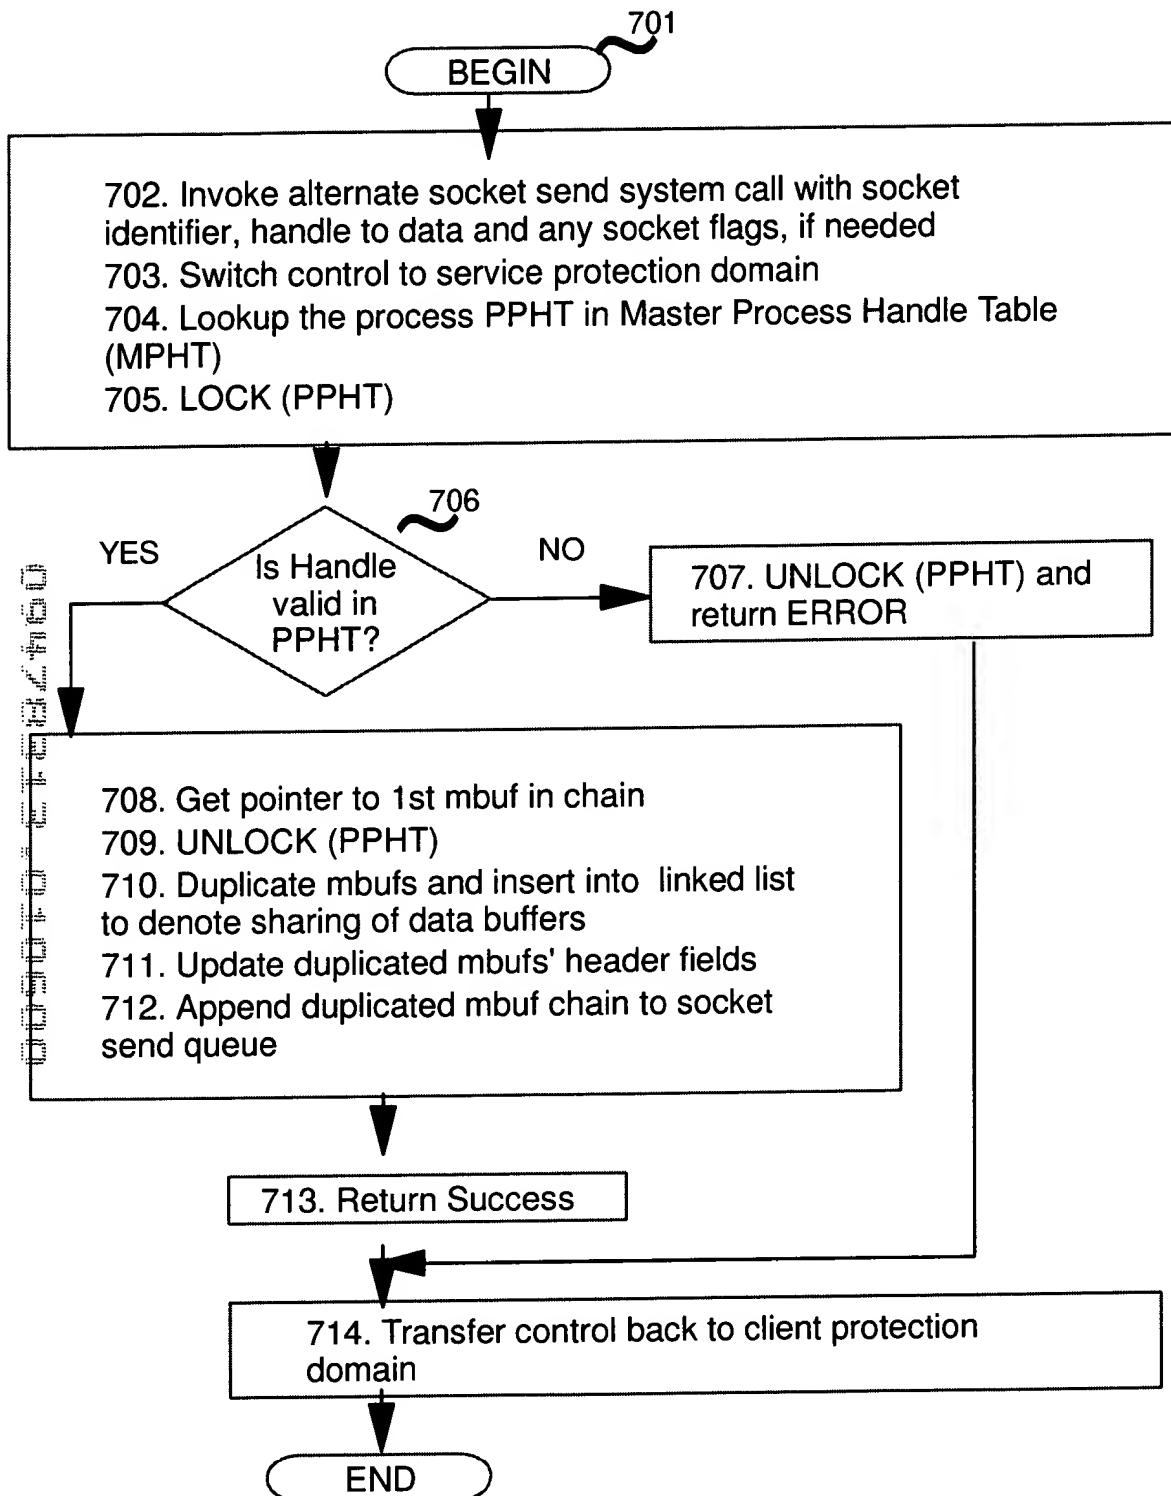 701
BEGIN
702. Invoke alternate socket send system call with socket
identifier, handle to data and any socket flags, if needed
703. Switch control to service protection domain
704. Lookup the process PPHT in Master Process Handle Table
(MPHT)
705. LOCK (PPHT)
706
YES
Is Handle
valid in
PPHT?
NO
707. UNLOCK (PPHT) and
return ERROR
708. Get pointer to 1st mbuf in chain
709. UNLOCK (PPHT)
710. Duplicate mbufs and insert into  linked list
to denote sharing of data buffers
711. Update duplicated mbufs' header fields
712. Append duplicated mbuf chain to socket
send queue
713. Return Success
714. Transfer control back to client protection
domain
END